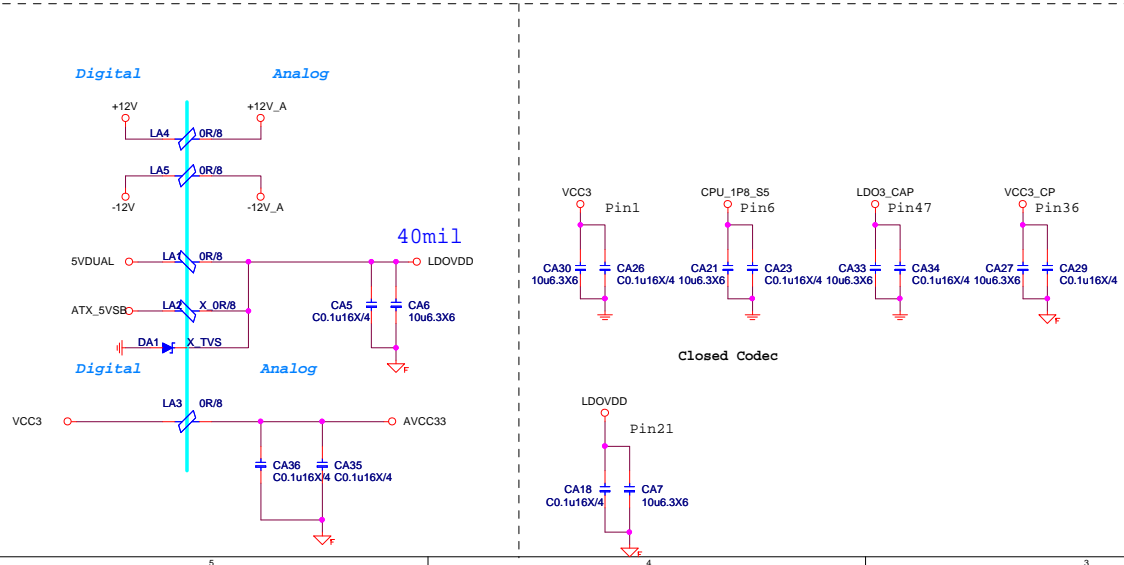 Digital Analog
+12V +12V_A
LA4 0R/8
LA5 0R/8
-12V -12V_A
40mil
5VDUAL LA1 0R/8 LDOVDD
ATX_5VSB LA2 X_0R/8
CA5 C0.1u16X/4
CA6 10u6.3X6
DA1 X_TVS
F
Digital Analog
LA3 0R/8
VCC3 AVCC33
CA36 C0.1u16X/4
CA35 C0.1u16X/4
F
VCC3 Pin1
CA30 10u6.3X6
CA26 C0.1u16X/4
CPU_1P8_S5 Pin6
CA21 10u6.3X6
CA23 C0.1u16X/4
LDO3_CAP Pin47
CA33 10u6.3X6
CA34 C0.1u16X/4
VCC3_CP Pin36
CA27 10u6.3X6
CA29 C0.1u16X/4
F
Closed Codec
LDOVDD
Pin21
CA18 C0.1u16X/4
CA7 10u6.3X6
F
5 4 3